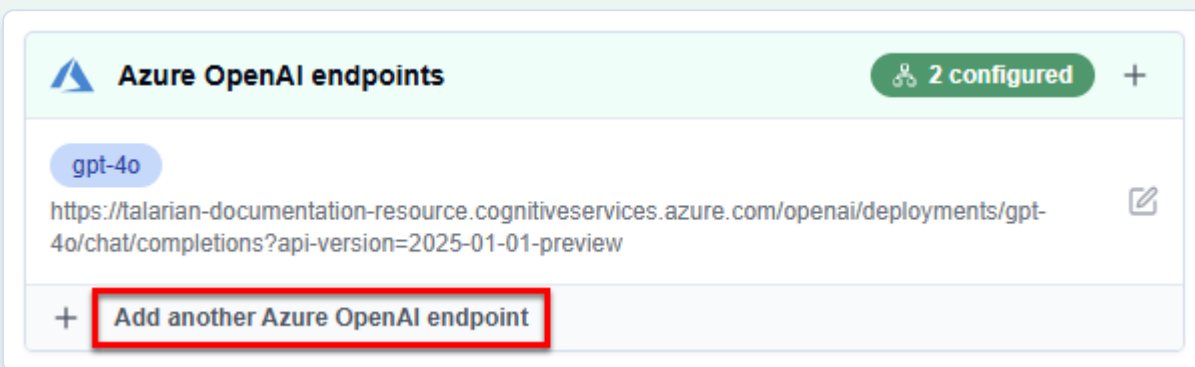 Azure OpenAI endpoints
2 configured
gpt-4o
https://talarian-documentation-resource.cognitiveservices.azure.com/openai/deployments/gpt-
4o/chat/completions?api-version=2025-01-01-preview
+ Add another Azure OpenAI endpoint